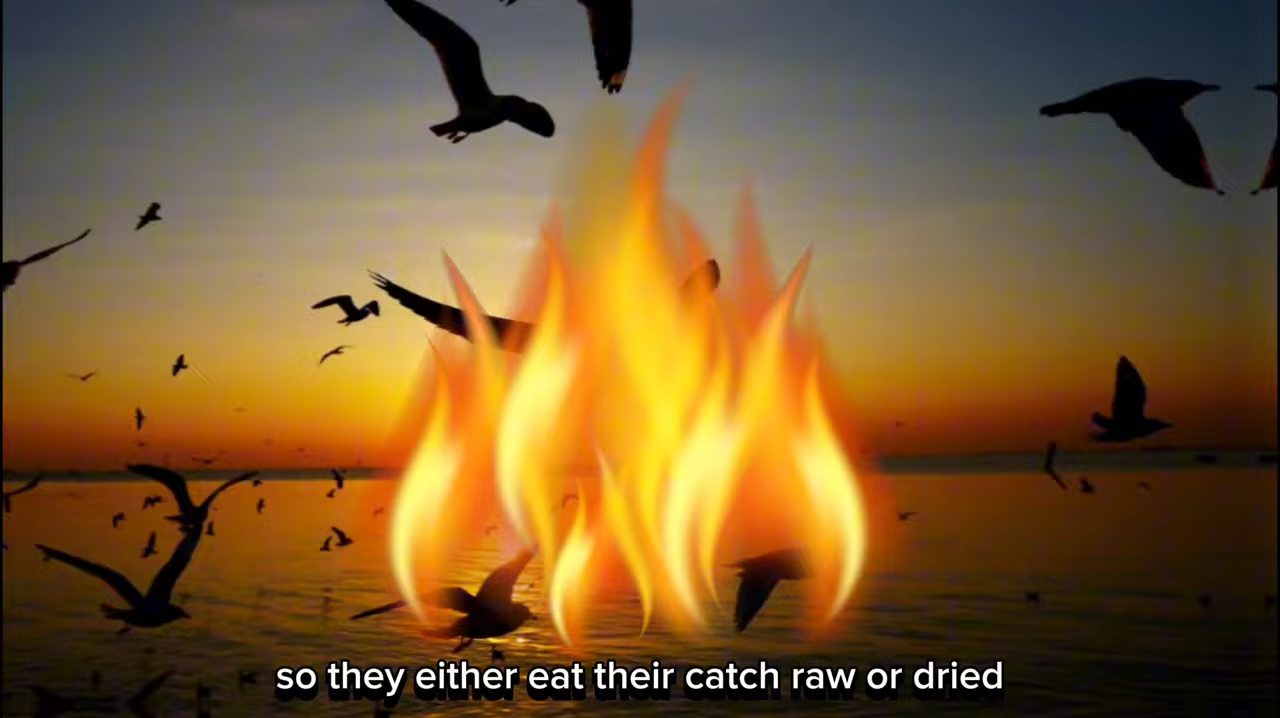 so they either eat their catch raw or dried